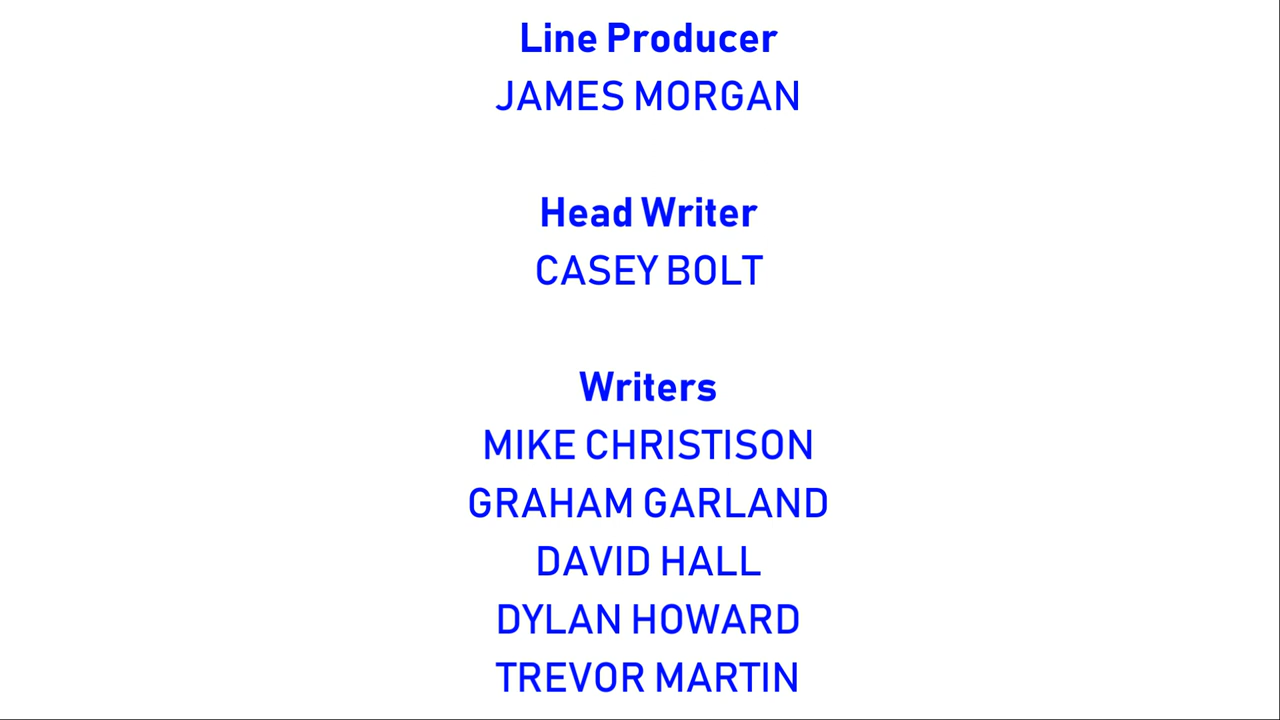 Line Producer
JAMES MORGAN
Head Writer
CASEY BOLT
Writers
MIKE CHRISTISON
GRAHAM GARLAND
DAVID HALL
DYLAN HOWARD
TREVOR MARTIN